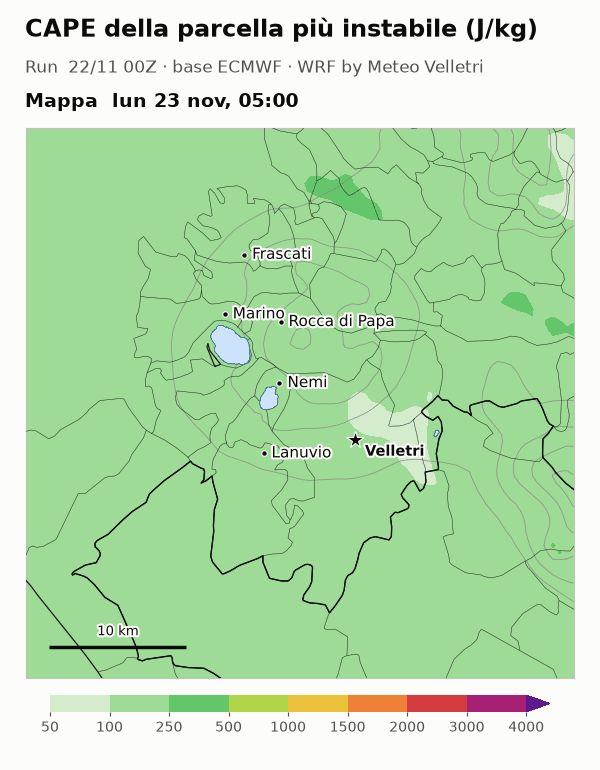 CAPE della parcella più instabile (J/kg)
Run  22/11 00Z · base ECMWF · WRF by Meteo Velletri
Mappa  lun 23 nov, 05:00
Frascati
Marino
Rocca di Papa
Nemi
Velletri
Lanuvio
10 km
50 100 250 500 1000 1500 2000 3000 4000